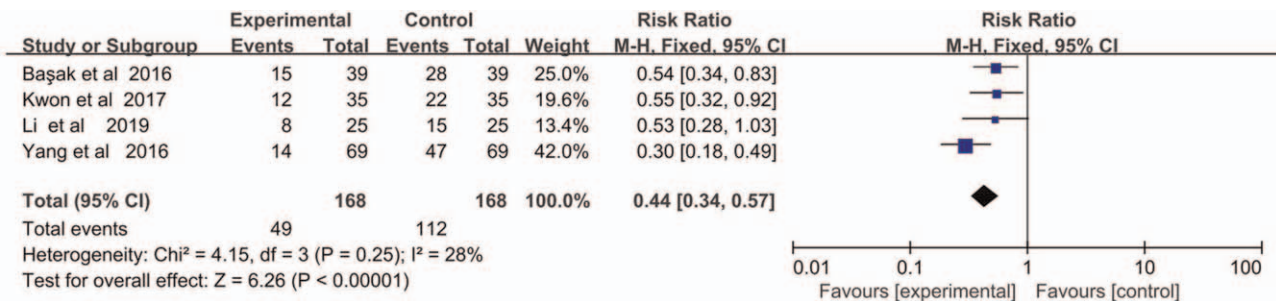 Experimental Control Risk Ratio Risk Ratio
Study or Subgroup Events Total Events Total Weight M-H, Fixed, 95% CI M-H, Fixed, 95% CI
Başak et al 2016 15 39 28 39 25.0% 0.54 [0.34, 0.83]
Kwon et al 2017 12 35 22 35 19.6% 0.55 [0.32, 0.92]
Li et al 2019 8 25 15 25 13.4% 0.53 [0.28, 1.03]
Yang et al 2016 14 69 47 69 42.0% 0.30 [0.18, 0.49]
Total (95% CI) 168 168 100.0% 0.44 [0.34, 0.57]
Total events 49 112
Heterogeneity: Chi² = 4.15, df = 3 (P = 0.25); I² = 28%
Test for overall effect: Z = 6.26 (P < 0.00001)
0.01 0.1 1 10 100
Favours [experimental] Favours [control]